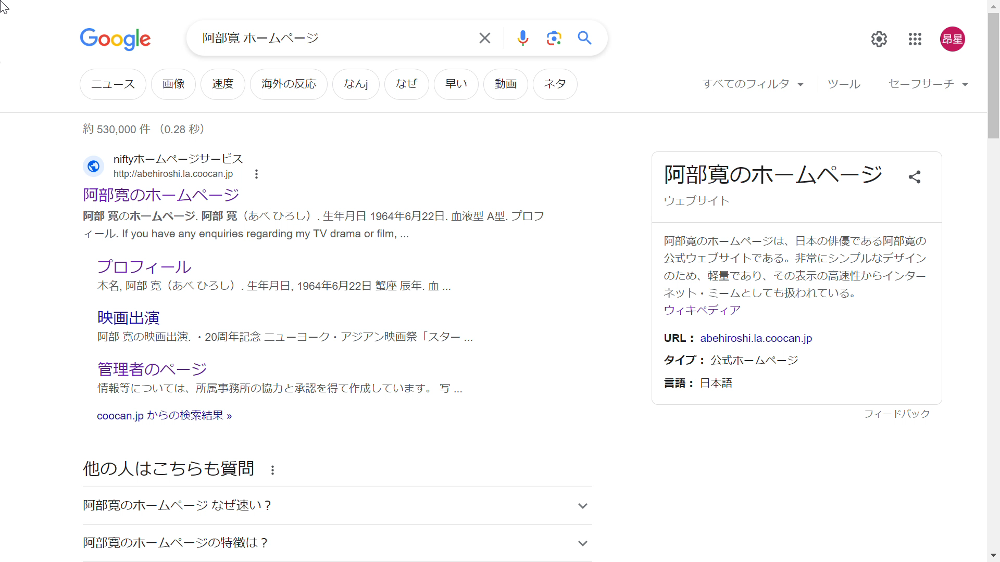 Google
阿部寛 ホームページ
昂星
ニュース 画像 速度 海外の反応 なんj なぜ 早い 動画 ネタ すべてのフィルタ ツール セーフサーチ
約 530,000 件 （0.28 秒）
niftyホームページサービス
http://abehiroshi.la.coocan.jp
阿部寛のホームページ
阿部 寛のホームページ. 阿部 寛（あべ ひろし）. 生年月日 1964年6月22日. 血液型 A型. プロフ
ィール. If you have any enquiries regarding my TV drama or film, ...
プロフィール
本名, 阿部 寛（あべ ひろし）. 生年月日, 1964年6月22日 蟹座 辰年. 血 ...
映画出演
阿部 寛の映画出演. ・20周年記念 ニューヨーク・アジアン映画祭「スター ...
管理者のページ
情報等については、所属事務所の協力と承認を得て作成しています。 写 ...
coocan.jp からの検索結果 »
他の人はこちらも質問
阿部寛のホームページ なぜ速い？
阿部寛のホームページの特徴は？
阿部寛のホームページ
ウェブサイト
阿部寛のホームページは、日本の俳優である阿部寛の
公式ウェブサイトである。非常にシンプルなデザイン
のため、軽量であり、その表示の高速性からインター
ネット・ミームとしても扱われている。
ウィキペディア
URL： abehiroshi.la.coocan.jp
タイプ： 公式ホームページ
言語： 日本語
フィードバック